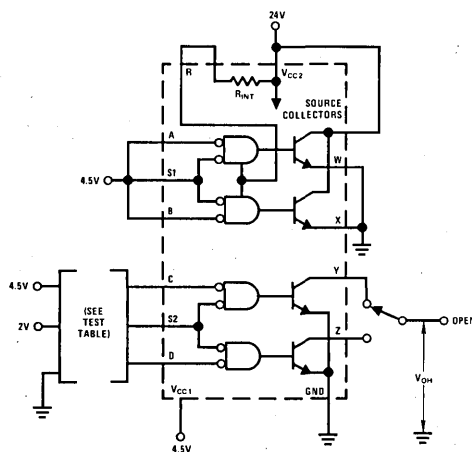 24V
R
RINT
VCC2
SOURCE
COLLECTORS
A
W
4.5V
S1
B
X
Y
4.5V
C
(SEE
TEST
TABLE)
2V
S2
OPEN
Z
D
VOH
VCC1
GND
4.5V